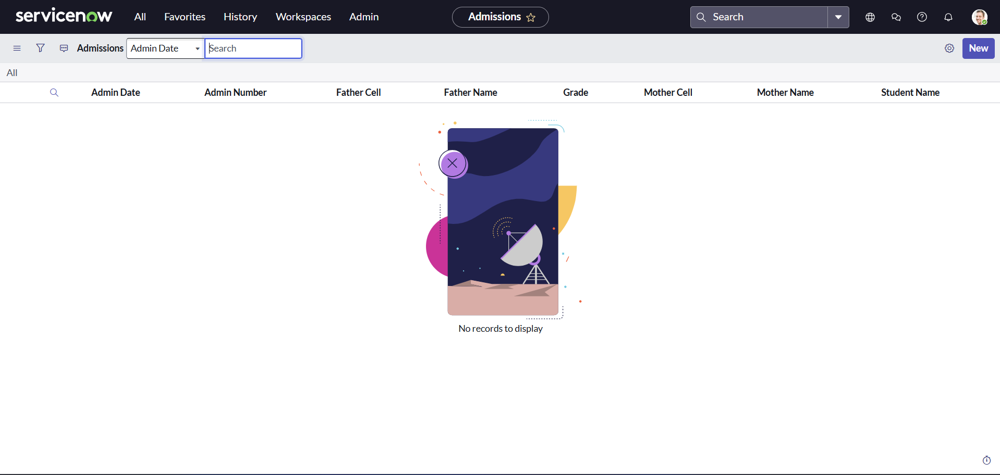 servicenow All Favorites History Workspaces Admin Admissions Search
Admissions Admin Date Search New
All
Admin Date Admin Number Father Cell Father Name Grade Mother Cell Mother Name Student Name
No records to display